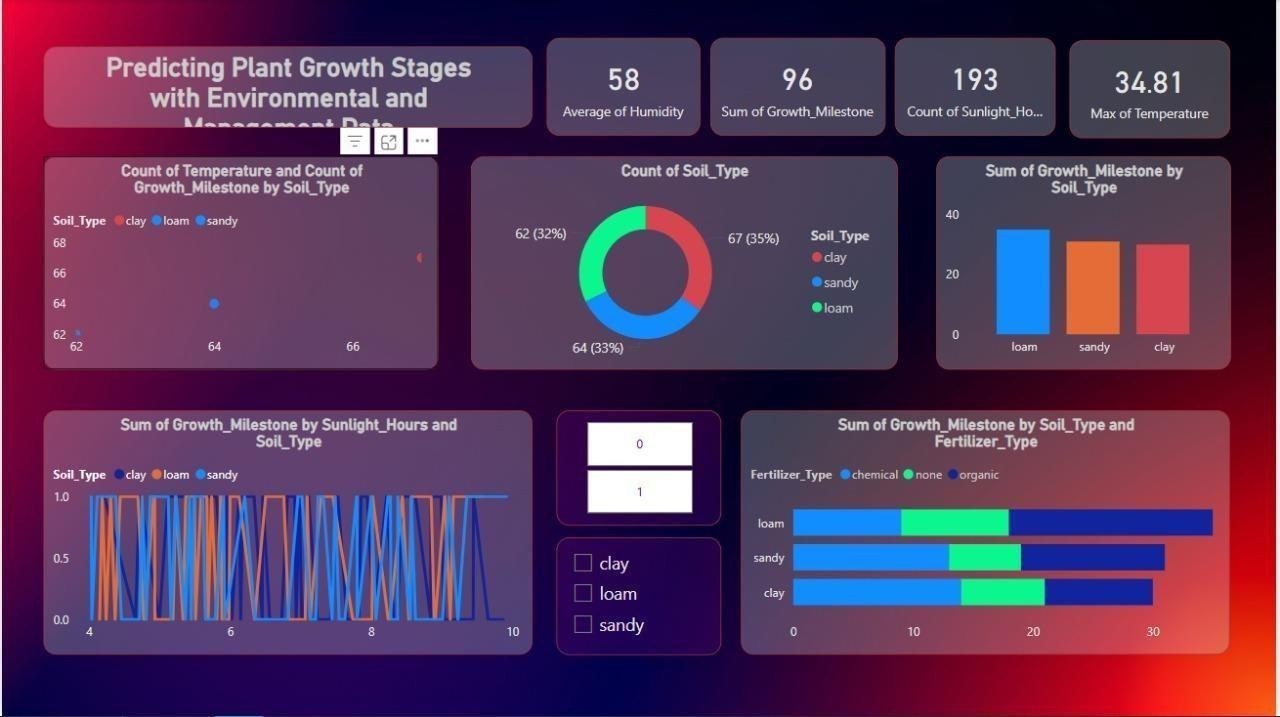 Predicting Plant Growth Stages
with Environmental and
Management Data
58
Average of Humidity
96
Sum of Growth_Milestone
193
Count of Sunlight_Ho...
34.81
Max of Temperature
Count of Temperature and Count of
Growth_Milestone by Soil_Type
Soil_Type clay loam sandy
68
66
64
62
62 64 66
Count of Soil_Type
62 (32%)
67 (35%)
64 (33%)
Soil_Type
clay
sandy
loam
Sum of Growth_Milestone by
Soil_Type
40
20
0
loam sandy clay
Sum of Growth_Milestone by Sunlight_Hours and
Soil_Type
Soil_Type clay loam sandy
1.0
0.5
0.0
4 6 8 10
0
1
clay
loam
sandy
Sum of Growth_Milestone by Soil_Type and
Fertilizer_Type
Fertilizer_Type chemical none organic
loam
sandy
clay
0 10 20 30